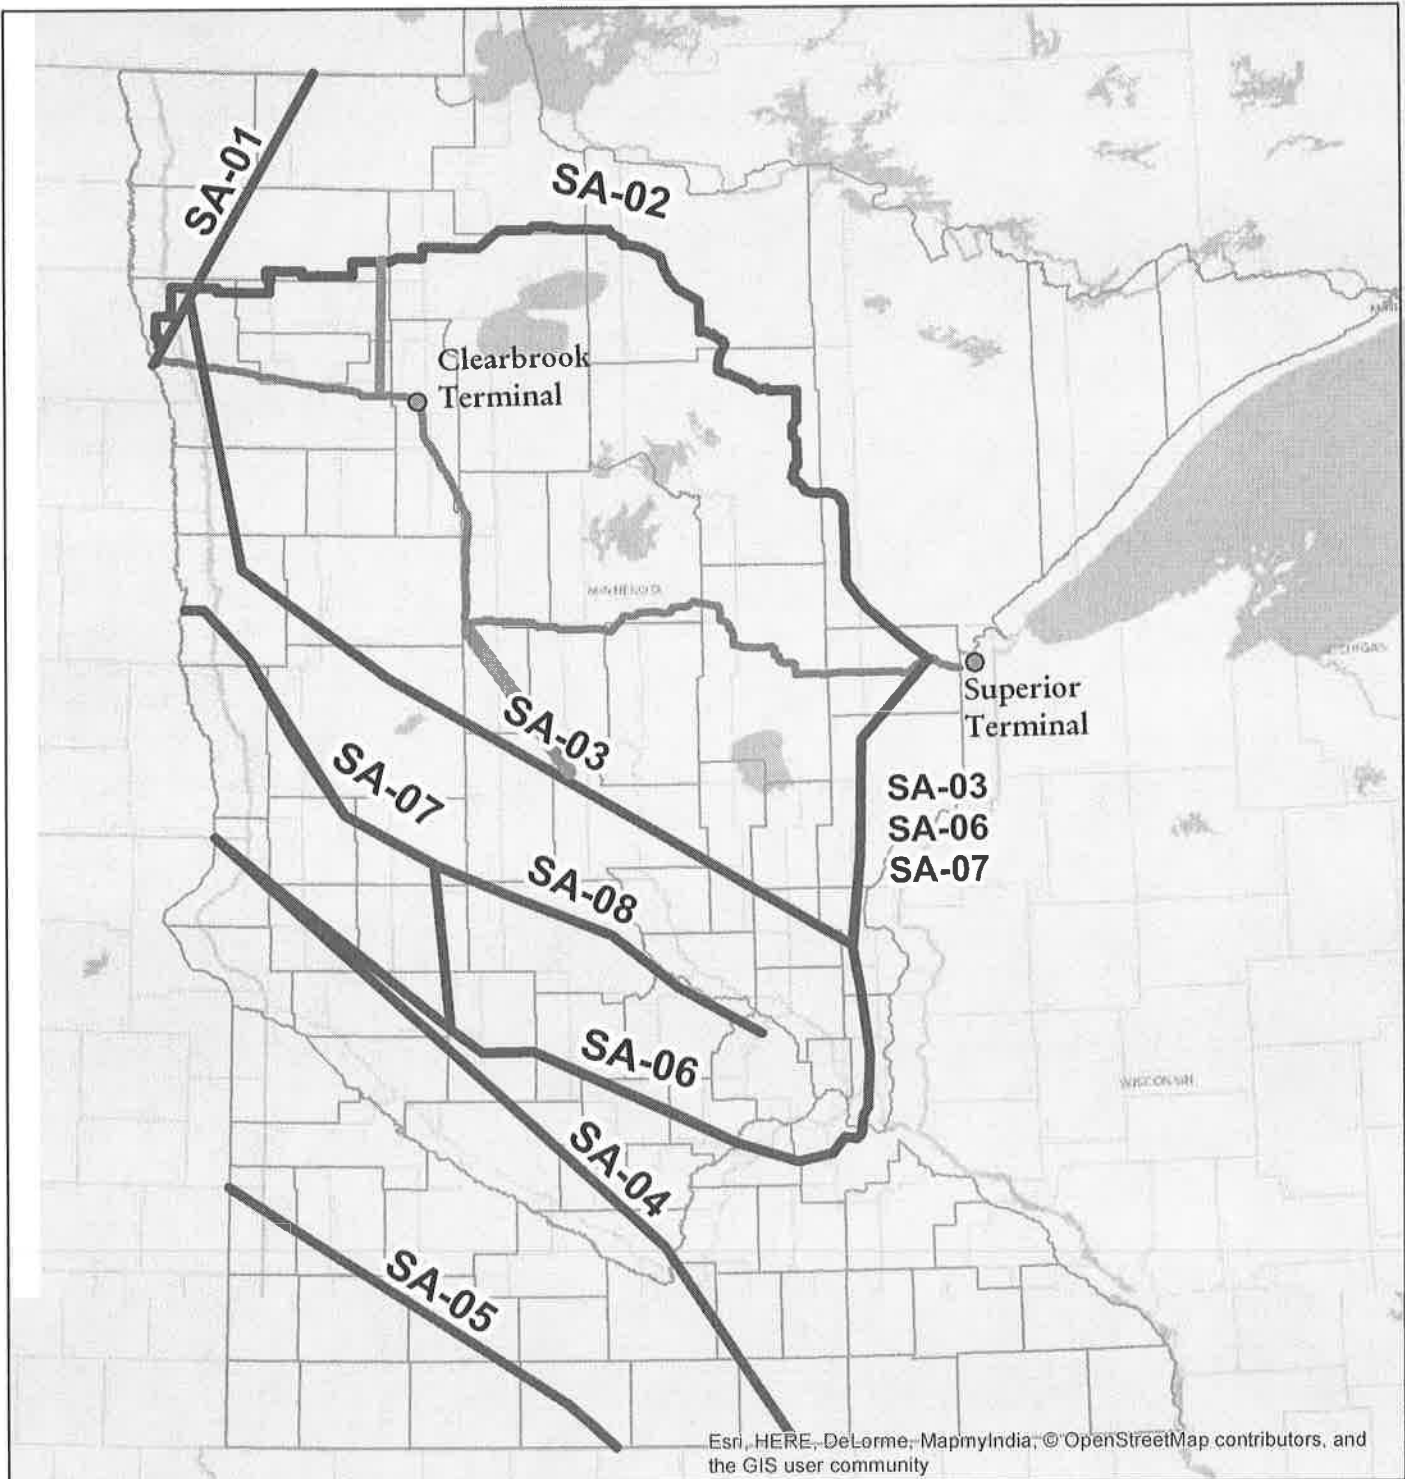 SA-01
SA-02
Clearbrook
Terminal
SA-03
Superior
Terminal
SA-07
SA-03
SA-06
SA-07
SA-08
SA-06
WISCONSIN
SA-04
SA-05
Esri, HERE, DeLorme, MapmyIndia, © OpenStreetMap contributors, and
the GIS user community